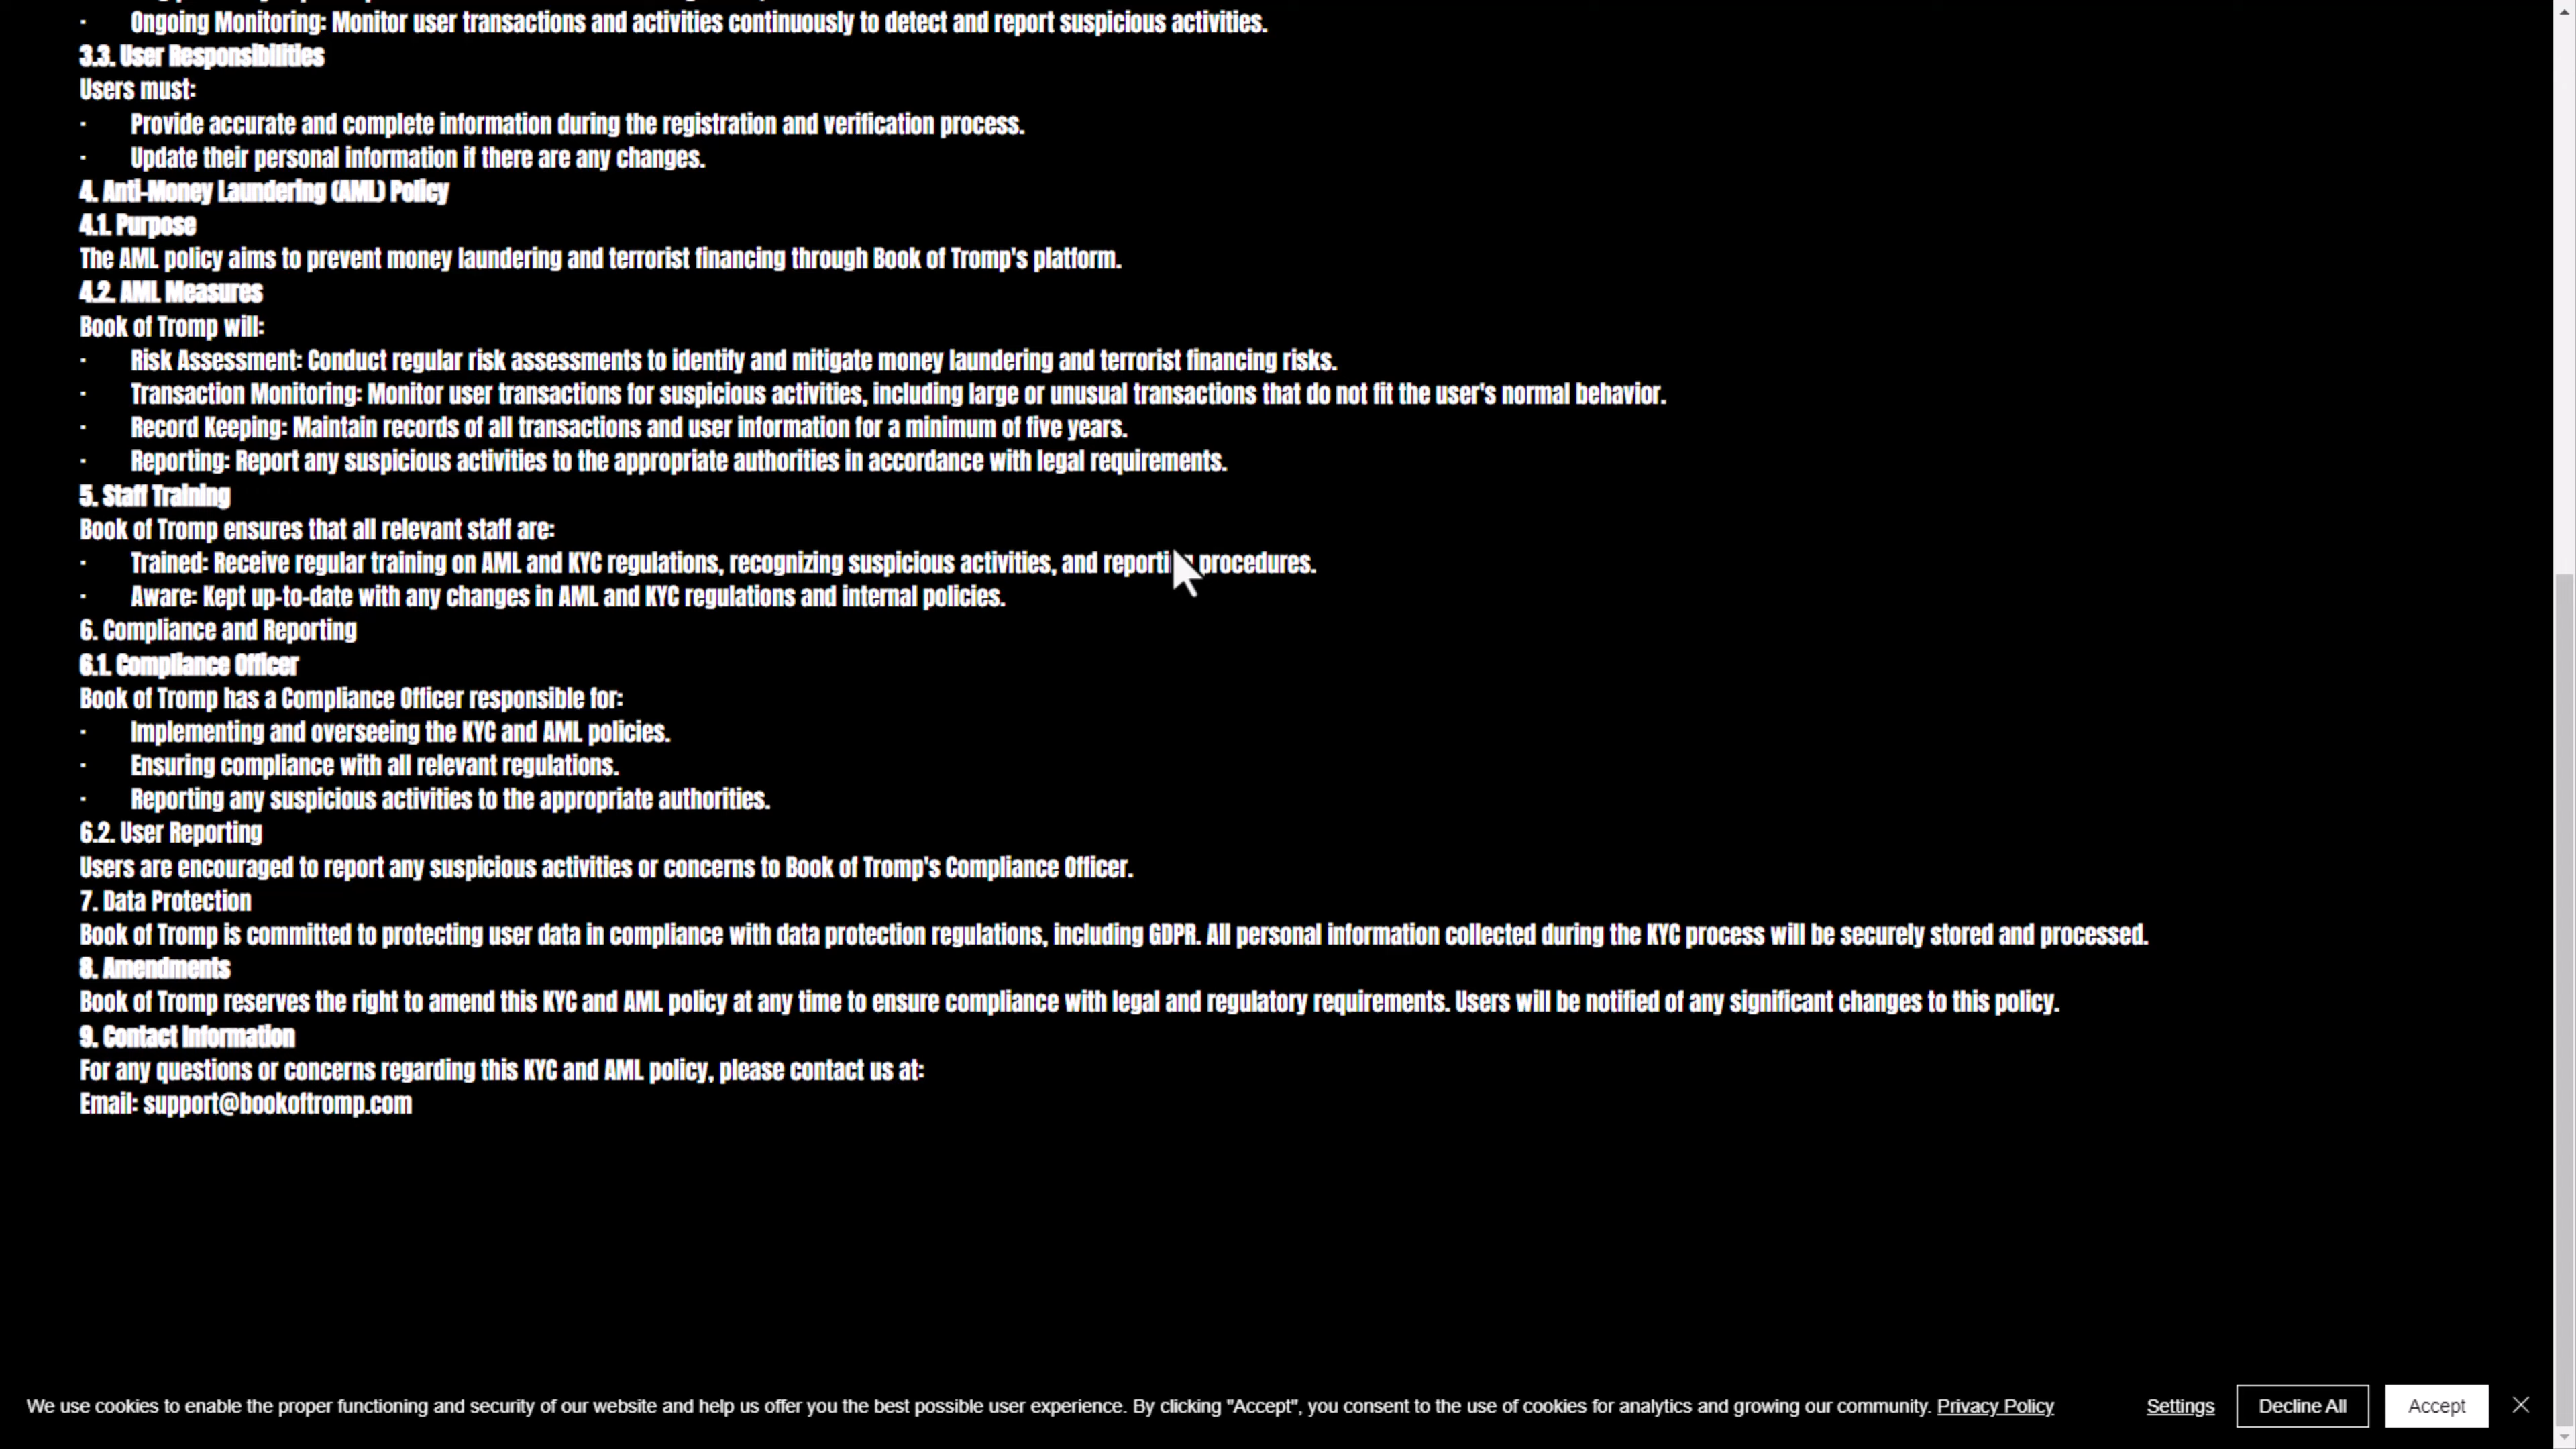 · Ongoing Monitoring: Monitor user transactions and activities continuously to detect and report suspicious activities.
3.3. User Responsibilities
Users must:
· Provide accurate and complete information during the registration and verification process.
· Update their personal information if there are any changes.
4. Anti-Money Laundering (AML) Policy
4.1. Purpose
The AML policy aims to prevent money laundering and terrorist financing through Book of Tromp's platform.
4.2. AML Measures
Book of Tromp will:
· Risk Assessment: Conduct regular risk assessments to identify and mitigate money laundering and terrorist financing risks.
· Transaction Monitoring: Monitor user transactions for suspicious activities, including large or unusual transactions that do not fit the user's normal behavior.
· Record Keeping: Maintain records of all transactions and user information for a minimum of five years.
· Reporting: Report any suspicious activities to the appropriate authorities in accordance with legal requirements.
5. Staff Training
Book of Tromp ensures that all relevant staff are:
· Trained: Receive regular training on AML and KYC regulations, recognizing suspicious activities, and reporting procedures.
· Aware: Kept up-to-date with any changes in AML and KYC regulations and internal policies.
6. Compliance and Reporting
6.1. Compliance Officer
Book of Tromp has a Compliance Officer responsible for:
· Implementing and overseeing the KYC and AML policies.
· Ensuring compliance with all relevant regulations.
· Reporting any suspicious activities to the appropriate authorities.
6.2. User Reporting
Users are encouraged to report any suspicious activities or concerns to Book of Tromp's Compliance Officer.
7. Data Protection
Book of Tromp is committed to protecting user data in compliance with data protection regulations, including GDPR. All personal information collected during the KYC process will be securely stored and processed.
8. Amendments
Book of Tromp reserves the right to amend this KYC and AML policy at any time to ensure compliance with legal and regulatory requirements. Users will be notified of any significant changes to this policy.
9. Contact Information
For any questions or concerns regarding this KYC and AML policy, please contact us at:
Email: support@bookoftromp.com
We use cookies to enable the proper functioning and security of our website and help us offer you the best possible user experience. By clicking "Accept", you consent to the use of cookies for analytics and growing our community. Privacy Policy Settings Decline All Accept